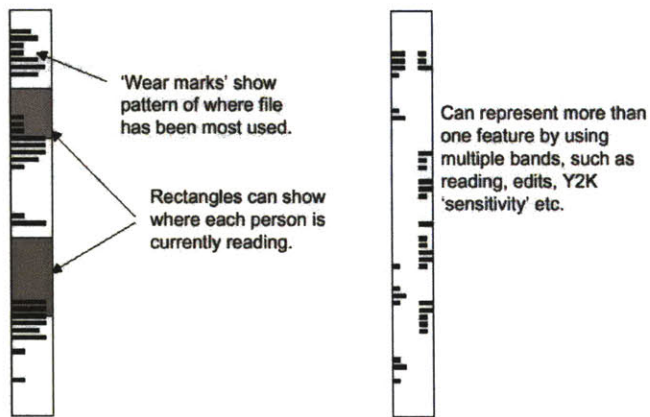 'Wear marks' show
pattern of where file
has been most used.
Rectangles can show
where each person is
currently reading.
Can represent more than
one feature by using
multiple bands, such as
reading, edits, Y2K
'sensitivity' etc.